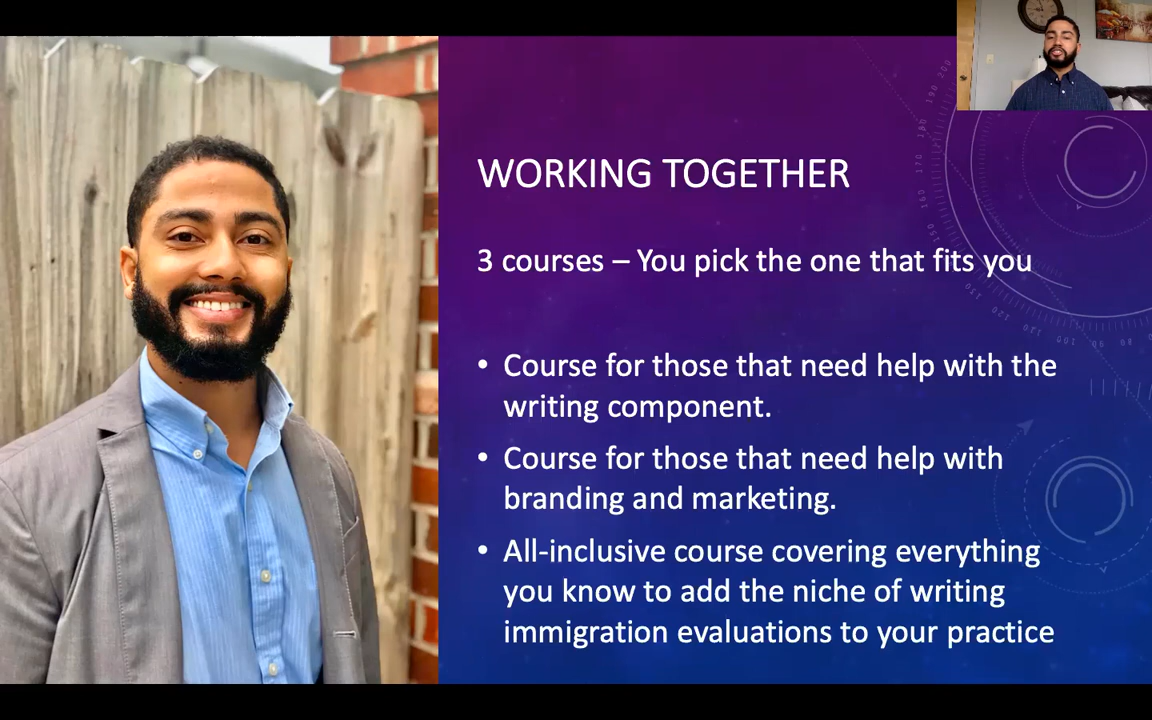 WORKING TOGETHER
3 courses – You pick the one that fits you
• Course for those that need help with the
writing component.
• Course for those that need help with
branding and marketing.
• All-inclusive course covering everything
you know to add the niche of writing
immigration evaluations to your practice